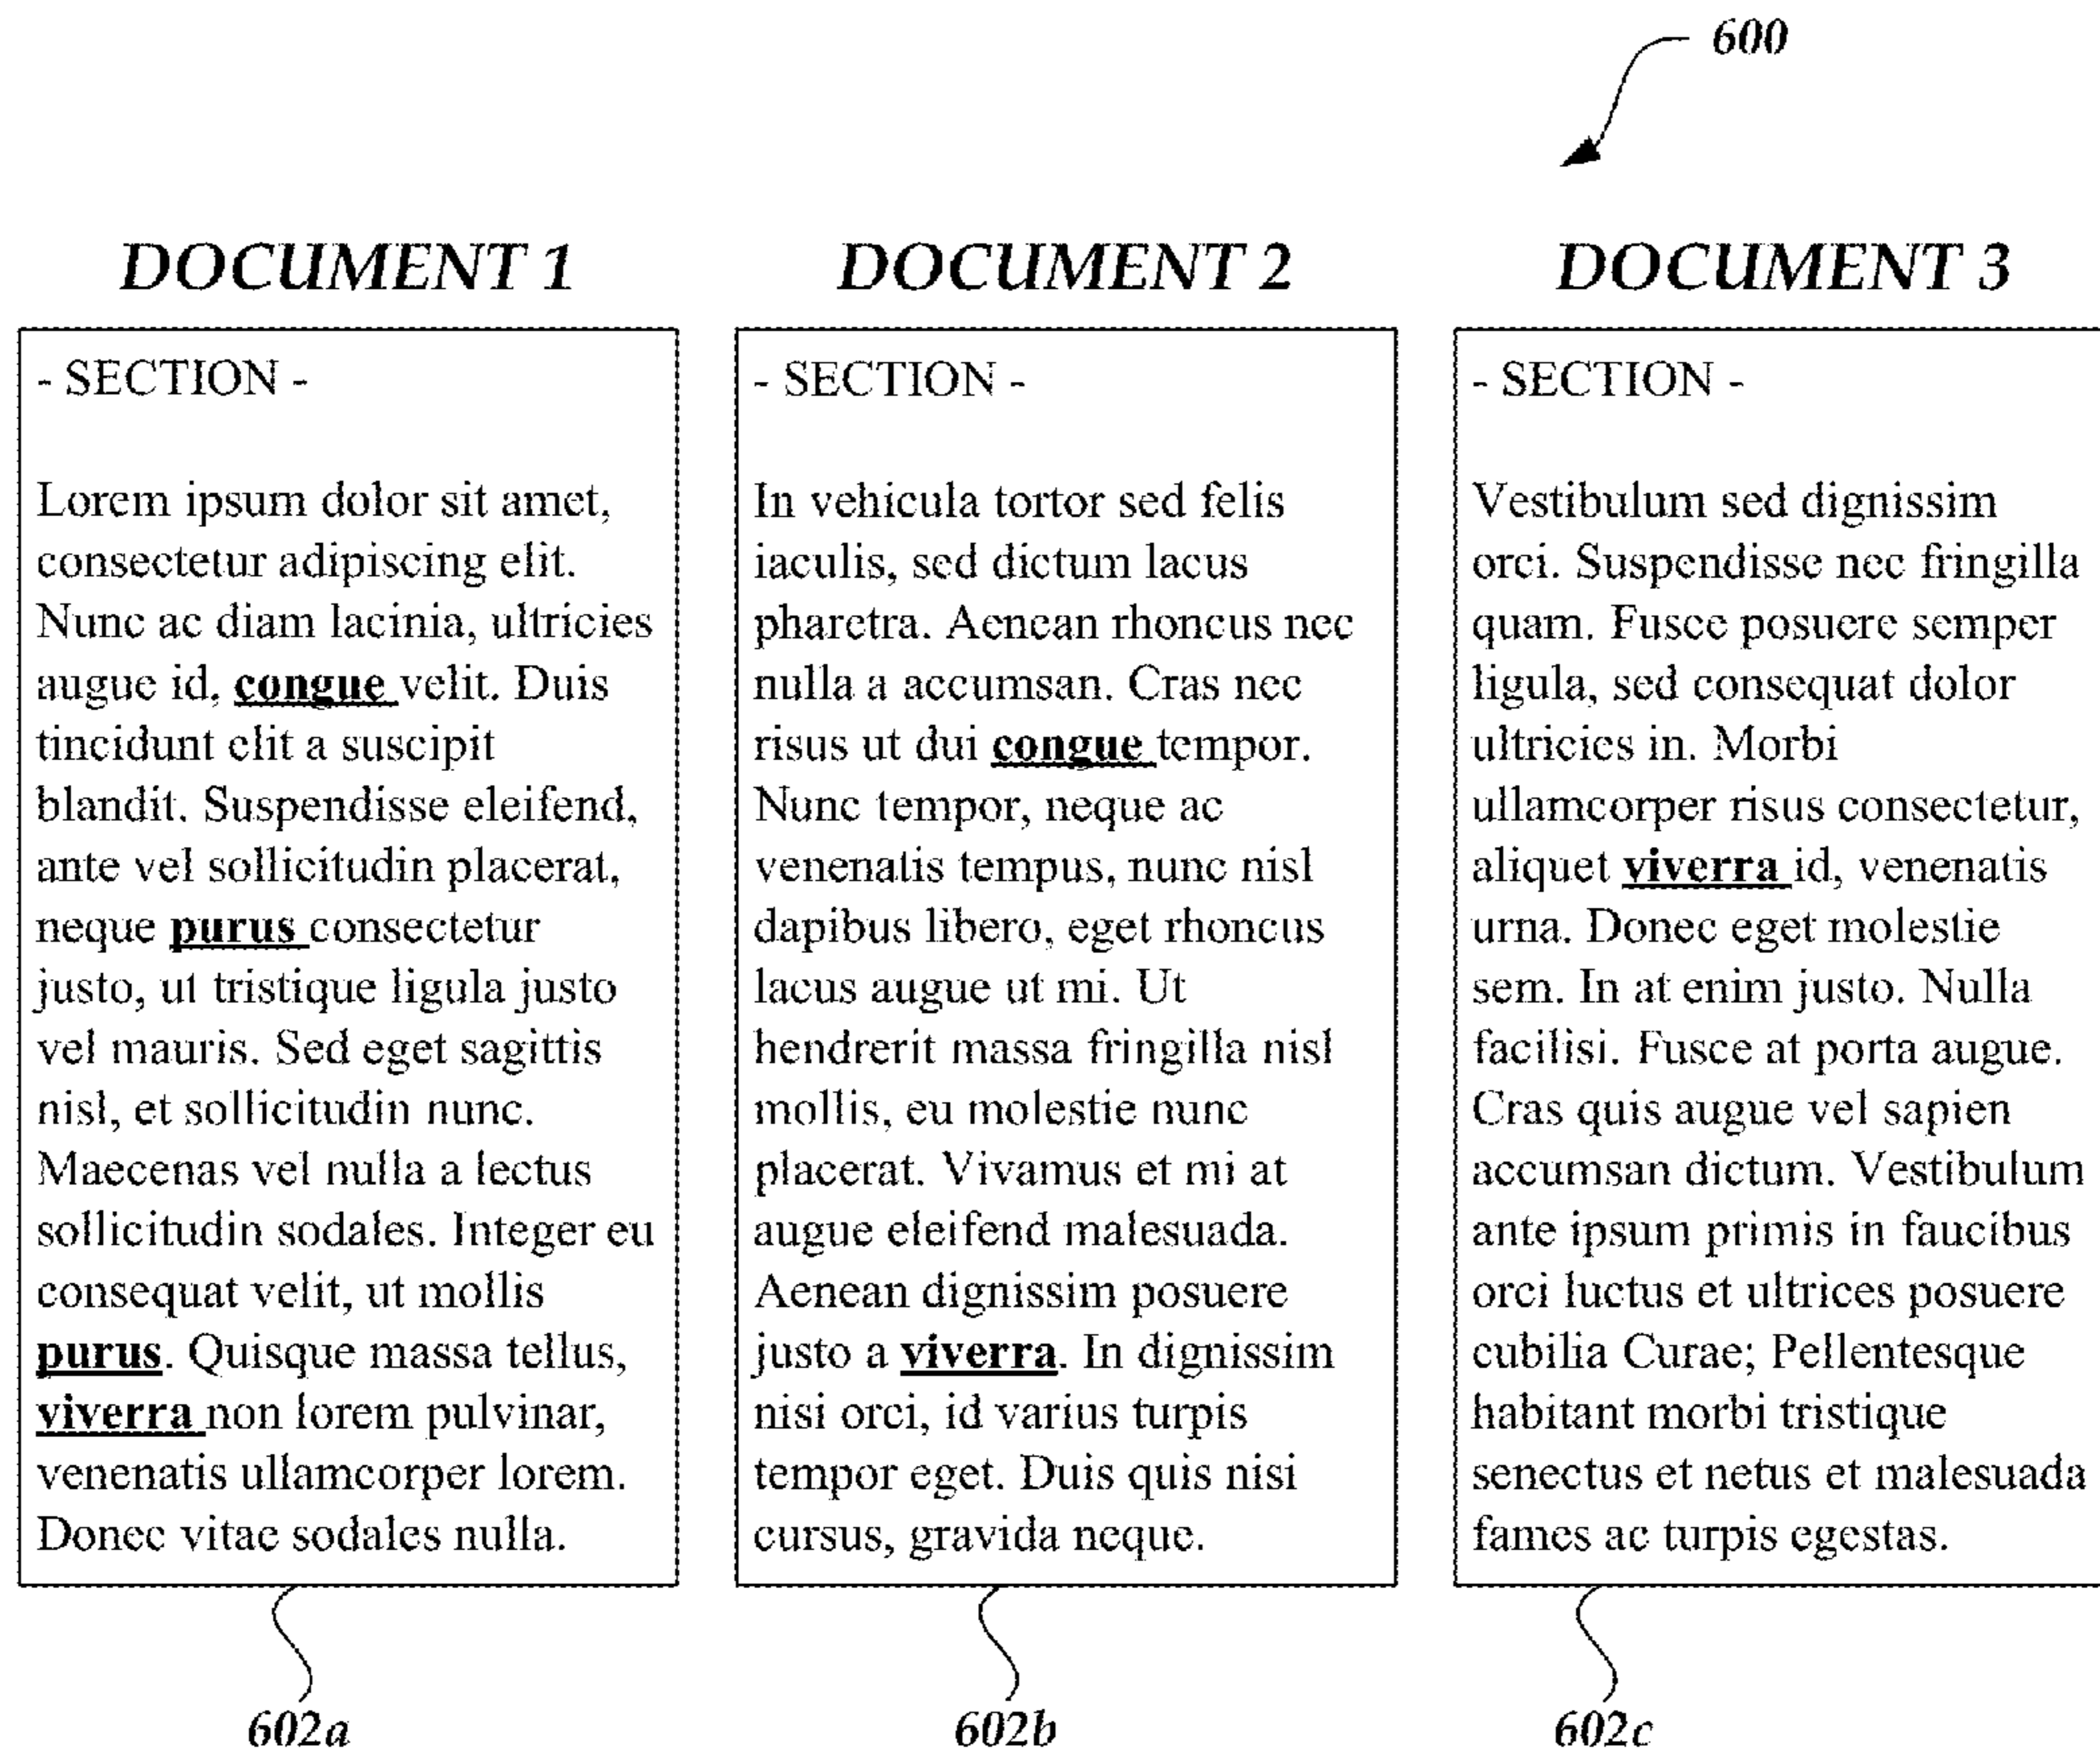 600
DOCUMENT 1
- SECTION -
Lorem ipsum dolor sit amet,
consectetur adipiscing elit.
Nunc ac diam lacinia, ultricies
augue id, congue velit. Duis
tincidunt elit a suscipit
blandit. Suspendisse eleifend,
ante vel sollicitudin placerat,
neque purus consectetur
justo, ut tristique ligula justo
vel mauris. Sed eget sagittis
nisl, et sollicitudin nunc.
Maecenas vel nulla a lectus
sollicitudin sodales. Integer eu
consequat velit, ut mollis
purus. Quisque massa tellus,
viverra non lorem pulvinar,
venenatis ullamcorper lorem.
Donec vitae sodales nulla.
602a
DOCUMENT 2
- SECTION -
In vehicula tortor sed felis
iaculis, sed dictum lacus
pharetra. Aenean rhoncus nec
nulla a accumsan. Cras nec
risus ut dui congue tempor.
Nunc tempor, neque ac
venenatis tempus, nunc nisl
dapibus libero, eget rhoncus
lacus augue ut mi. Ut
hendrerit massa fringilla nisl
mollis, eu molestie nunc
placerat. Vivamus et mi at
augue eleifend malesuada.
Aenean dignissim posuere
justo a viverra. In dignissim
nisi orci, id varius turpis
tempor eget. Duis quis nisi
cursus, gravida neque.
602b
DOCUMENT 3
- SECTION -
Vestibulum sed dignissim
orci. Suspendisse nec fringilla
quam. Fusce posuere semper
ligula, sed consequat dolor
ultricies in. Morbi
ullamcorper risus consectetur,
aliquet viverra id, venenatis
urna. Donec eget molestie
sem. In at enim justo. Nulla
facilisi. Fusce at porta augue.
Cras quis augue vel sapien
accumsan dictum. Vestibulum
ante ipsum primis in faucibus
orci luctus et ultrices posuere
cubilia Curae; Pellentesque
habitant morbi tristique
senectus et netus et malesuada
fames ac turpis egestas.
602c